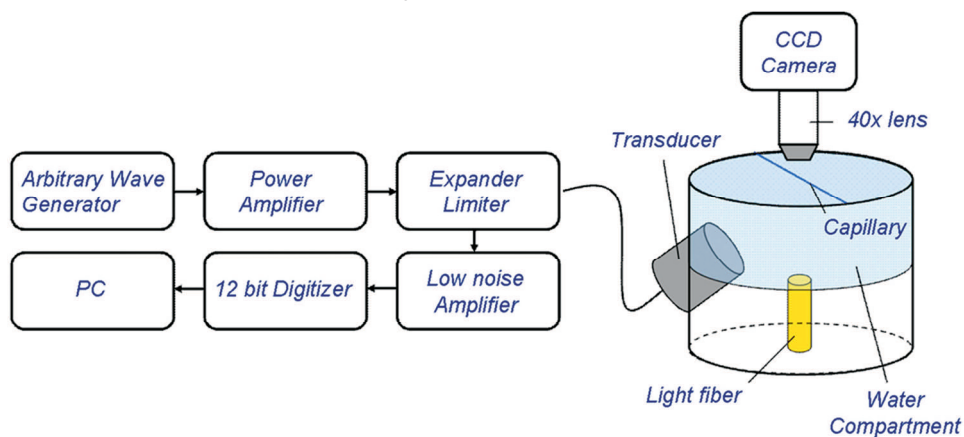 CCD
Camera
40x lens
Transducer
Arbitrary Wave
Generator
Power
Amplifier
Expander
Limiter
Capillary
PC
12 bit Digitizer
Low noise
Amplifier
Light fiber
Water
Compartment